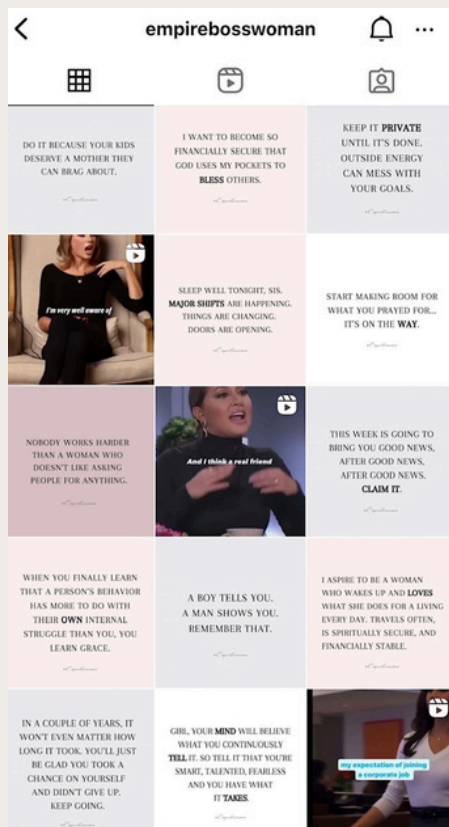 empirebosswoman
DO IT BECAUSE YOUR KIDS
DESERVE A MOTHER THEY
CAN BRAG ABOUT.
I WANT TO BECOME SO
FINANCIALLY SECURE THAT
GOD USES MY POCKETS TO
BLESS OTHERS.
KEEP IT PRIVATE
UNTIL IT'S DONE.
OUTSIDE ENERGY
CAN MESS WITH
YOUR GOALS.
I'm very well aware of
SLEEP WELL TONIGHT, SIS.
MAJOR SHIFTS ARE HAPPENING.
THINGS ARE CHANGING.
DOORS ARE OPENING.
START MAKING ROOM FOR
WHAT YOU PRAYED FOR...
IT'S ON THE WAY.
NOBODY WORKS HARDER
THAN A WOMAN WHO
DOESN'T LIKE ASKING
PEOPLE FOR ANYTHING.
And I think a real friend
THIS WEEK IS GOING TO
BRING YOU GOOD NEWS,
AFTER GOOD NEWS,
AFTER GOOD NEWS.
CLAIM IT.
WHEN YOU FINALLY LEARN
THAT A PERSON'S BEHAVIOR
HAS MORE TO DO WITH
THEIR OWN INTERNAL
STRUGGLE THAN YOU, YOU
LEARN GRACE.
A BOY TELLS YOU.
A MAN SHOWS YOU.
REMEMBER THAT.
I ASPIRE TO BE A WOMAN
WHO WAKES UP AND LOVES
WHAT SHE DOES FOR A LIVING
EVERY DAY. TRAVELS OFTEN,
IS SPIRITUALLY SECURE, AND
FINANCIALLY STABLE.
IN A COUPLE OF YEARS, IT
WON'T EVEN MATTER HOW
LONG IT TOOK. YOU'LL JUST
BE GLAD YOU TOOK A
CHANCE ON YOURSELF
AND DIDN'T GIVE UP.
KEEP GOING.
GIRL, YOUR MIND WILL BELIEVE
WHAT YOU CONTINUOUSLY
TELL IT. SO TELL IT THAT YOU'RE
SMART, TALENTED, FEARLESS
AND YOU HAVE WHAT
IT TAKES.
my expectation of joining
a corporate job